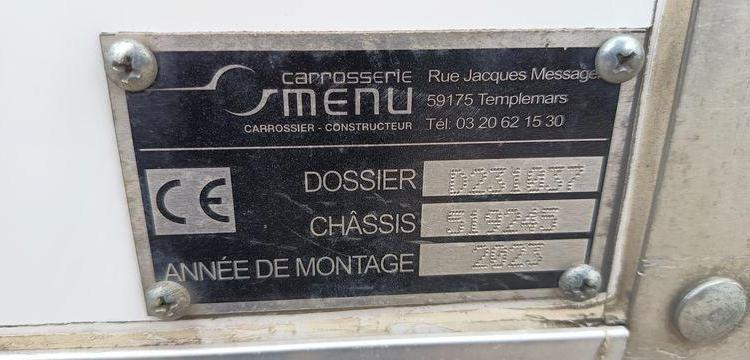 carrosserie
MENU
CARROSSIER - CONSTRUCTEUR
Rue Jacques Message
59175 Templemars
Tél: 03 20 62 15 30
CE
DOSSIER D231037
CHÂSSIS 519245
ANNÉE DE MONTAGE 2023